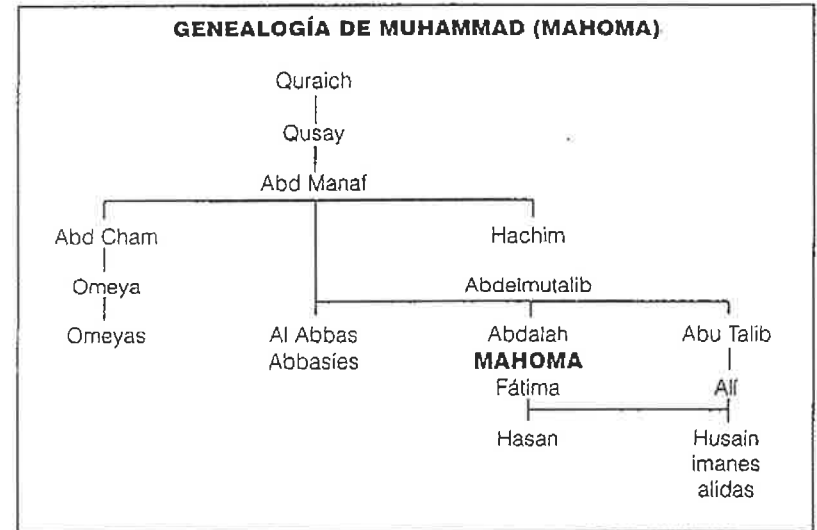 GENEALOGÍA DE MUHAMMAD (MAHOMA)
Quraich
Qusay
Abd Manaf
Abd Cham
Hachim
Omeya
Abdelmutalib
Omeyas
Al Abbas
Abdalah
Abu Talib
Abbasíes
MAHOMA
Fátima
Alí
Hasan
Husain
imanes
alidas